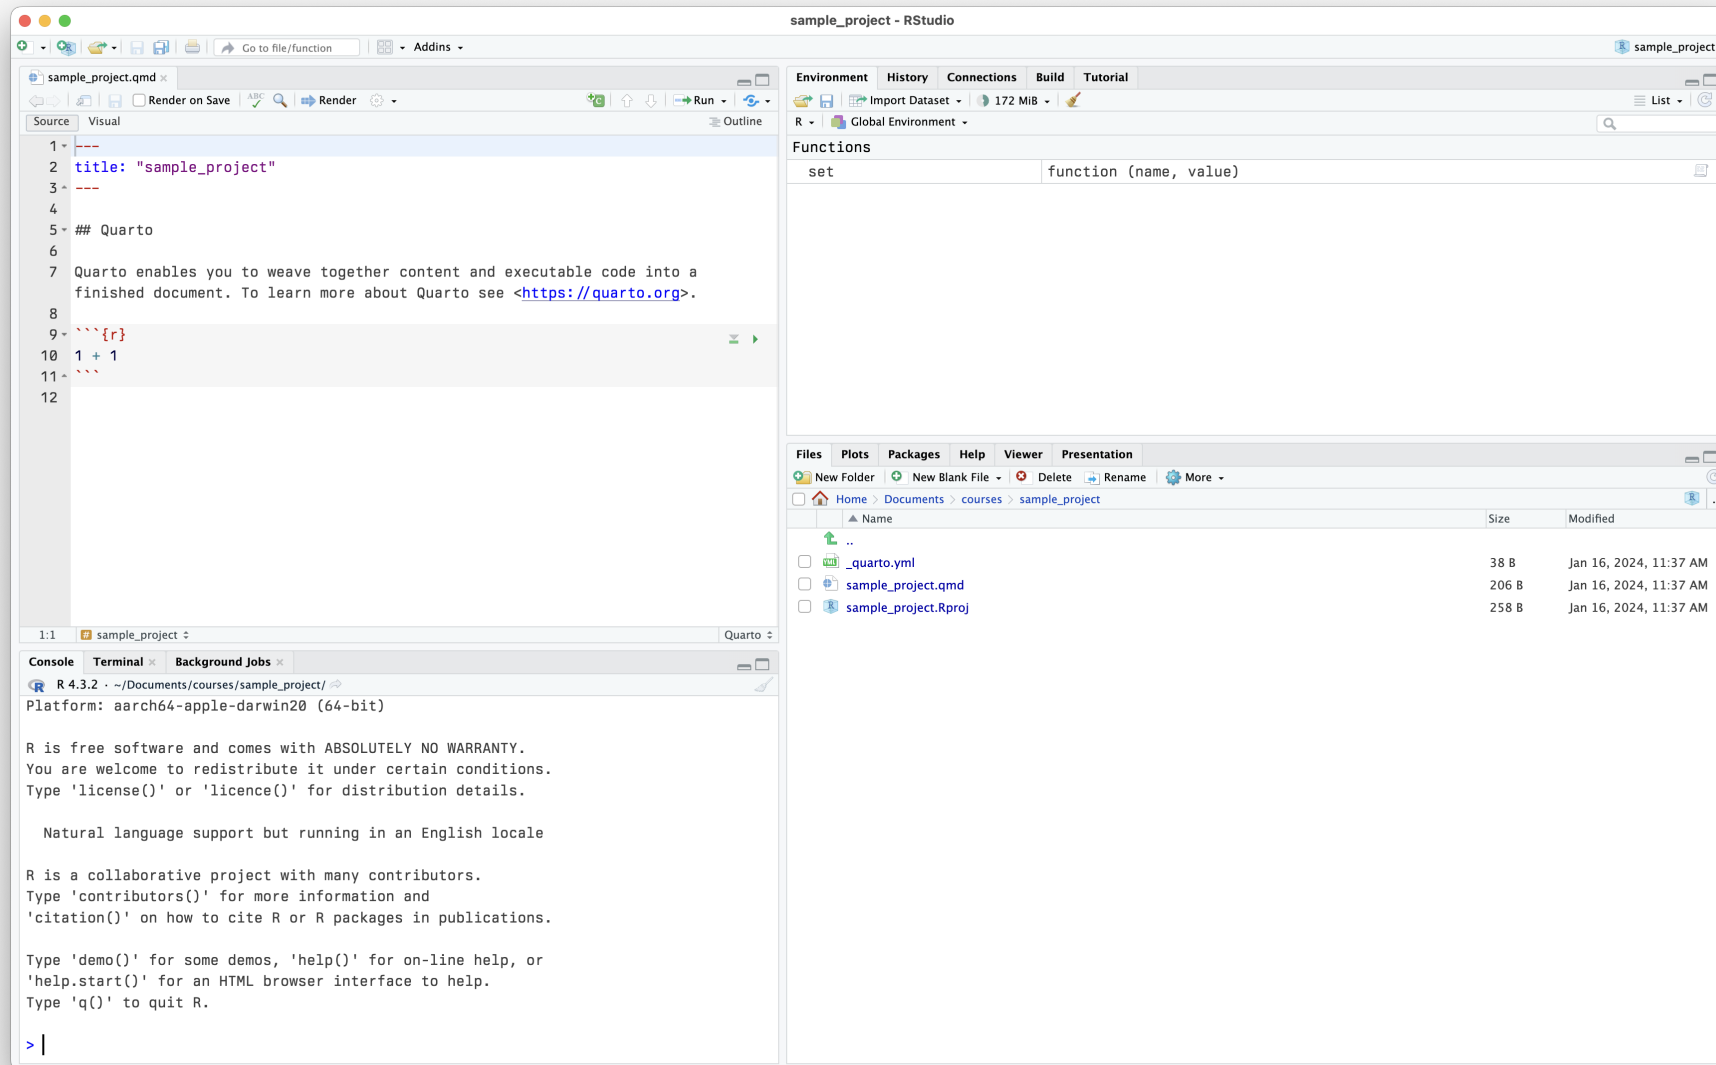 sample_project - RStudio
Go to file/function
Addins
sample_project
sample_project.qmd
Render on Save
ABC
Render
Run
Source
Visual
Outline
1 ---
2 title: "sample_project"
3 ---
4
5 ## Quarto
6
7 Quarto enables you to weave together content and executable code into a
finished document. To learn more about Quarto see <https://quarto.org>.
8
9 ```{r}
10 1 + 1
11 ```
12
1:1
# sample_project
Quarto
Console
Terminal
Background Jobs
R 4.3.2 · ~/Documents/courses/sample_project/
Platform: aarch64-apple-darwin20 (64-bit)
R is free software and comes with ABSOLUTELY NO WARRANTY.
You are welcome to redistribute it under certain conditions.
Type 'license()' or 'licence()' for distribution details.
Natural language support but running in an English locale
R is a collaborative project with many contributors.
Type 'contributors()' for more information and
'citation()' on how to cite R or R packages in publications.
Type 'demo()' for some demos, 'help()' for on-line help, or
'help.start()' for an HTML browser interface to help.
Type 'q()' to quit R.
>
Environment
History
Connections
Build
Tutorial
Import Dataset
172 MiB
List
R
Global Environment
Functions
set
function (name, value)
Files
Plots
Packages
Help
Viewer
Presentation
New Folder
New Blank File
Delete
Rename
More
Home > Documents > courses > sample_project
Name
Size
Modified
..
_quarto.yml 38 B Jan 16, 2024, 11:37 AM
sample_project.qmd 206 B Jan 16, 2024, 11:37 AM
sample_project.Rproj 258 B Jan 16, 2024, 11:37 AM